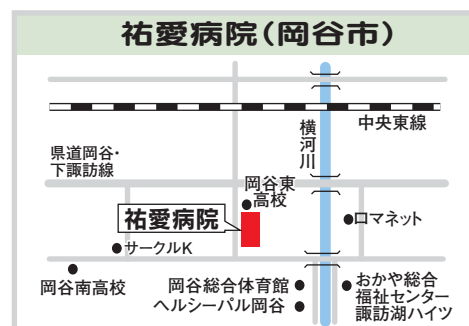 祐愛病院（岡谷市）
中央東線
横河川
県道岡谷・
下諏訪線
岡谷東
高校
祐愛病院
ロマネット
サークルK
岡谷南高校
岡谷総合体育館
ヘルシーパル岡谷
おかや総合
福祉センター
諏訪湖ハイツ